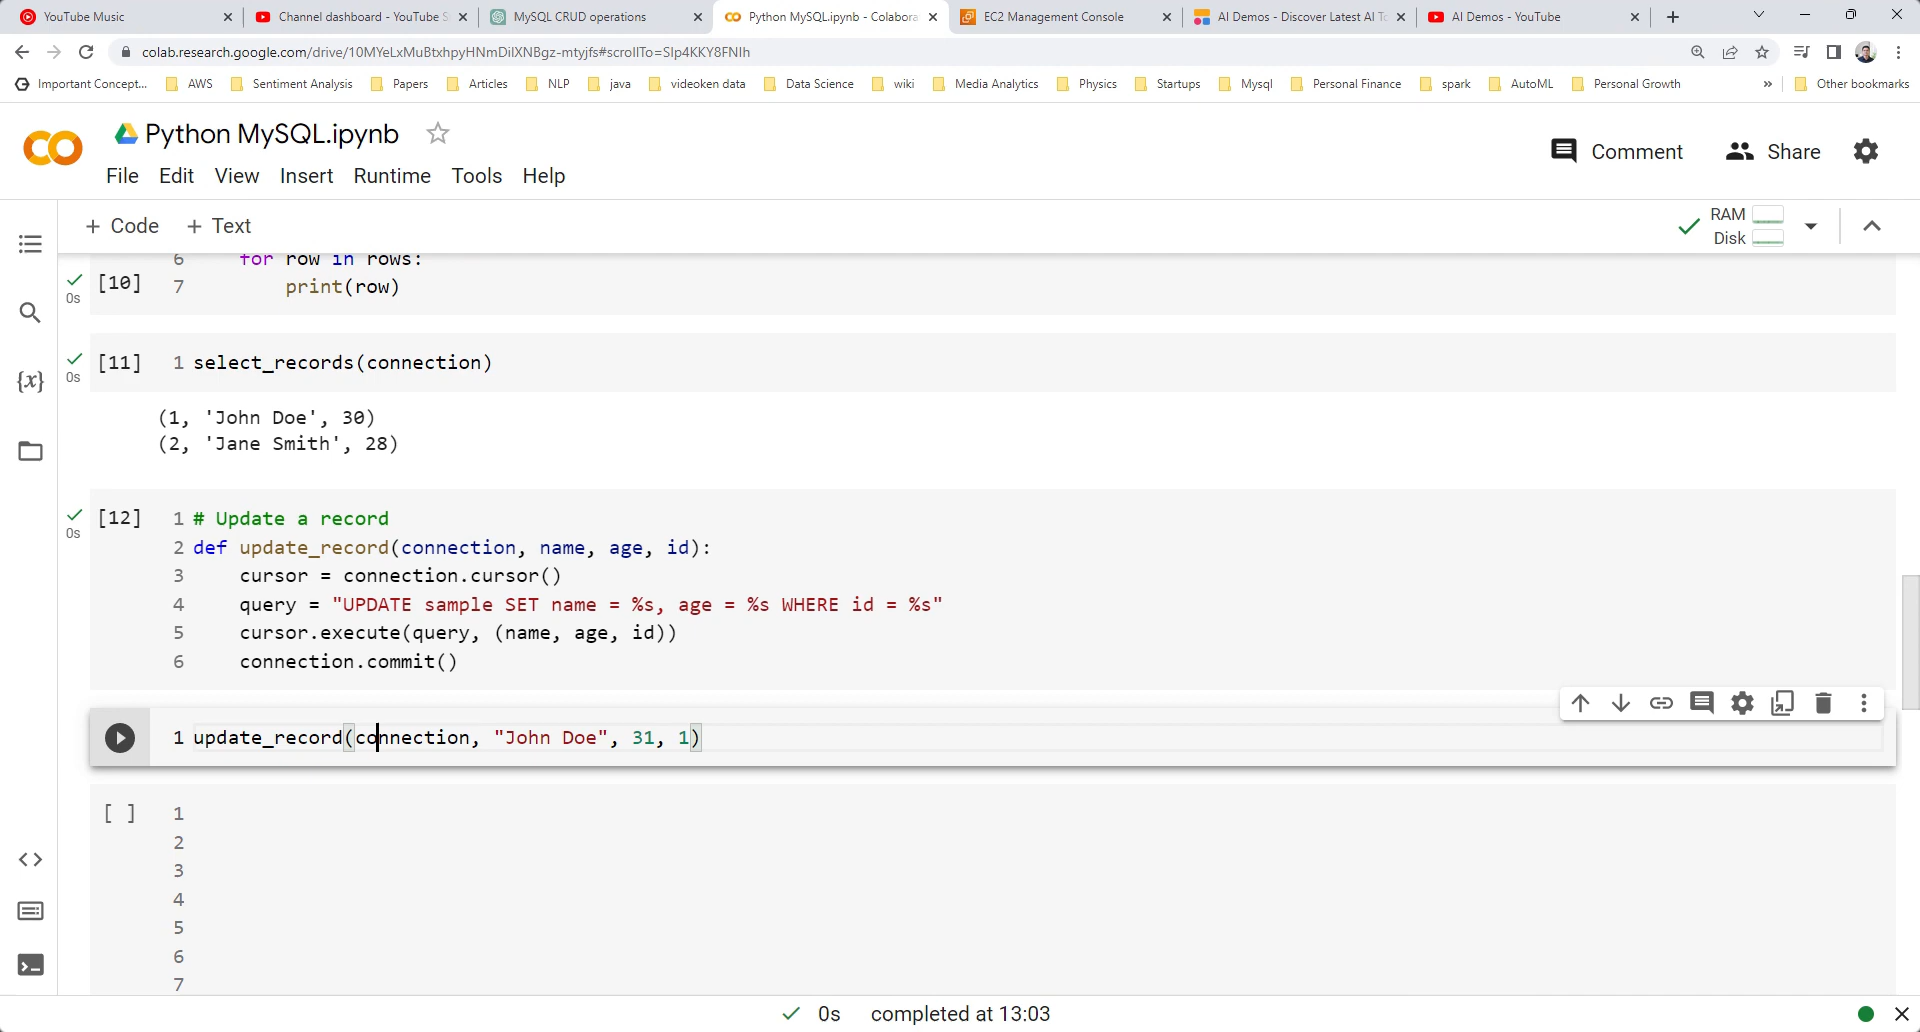 YouTube Music
Channel dashboard - YouTube S
MySQL CRUD operations
Python MySQL.ipynb - Colabora
EC2 Management Console
AI Demos - Discover Latest AI To
AI Demos - YouTube
colab.research.google.com/drive/10MYeLxMuBtxhpyHNmDilXNBgz-mtyjfs#scrollTo=Slp4KKY8FNlh
Important Concept...
AWS
Sentiment Analysis
Papers
Articles
NLP
java
videoken data
Data Science
wiki
Media Analytics
Physics
Startups
Mysql
Personal Finance
spark
AutoML
Personal Growth
»
Other bookmarks
Python MySQL.ipynb
Comment
Share
File Edit View Insert Runtime Tools Help
+ Code + Text
RAM
Disk
6 for row in rows:
[10] 7 print(row)
0s
[11] 1 select_records(connection)
0s
(1, 'John Doe', 30)
(2, 'Jane Smith', 28)
[12] 1 # Update a record
0s
2 def update_record(connection, name, age, id):
3 cursor = connection.cursor()
4 query = "UPDATE sample SET name = %s, age = %s WHERE id = %s"
5 cursor.execute(query, (name, age, id))
6 connection.commit()
1 update_record(connection, "John Doe", 31, 1)
[ ] 1
2
3
4
5
6
7
{x}
0s completed at 13:03